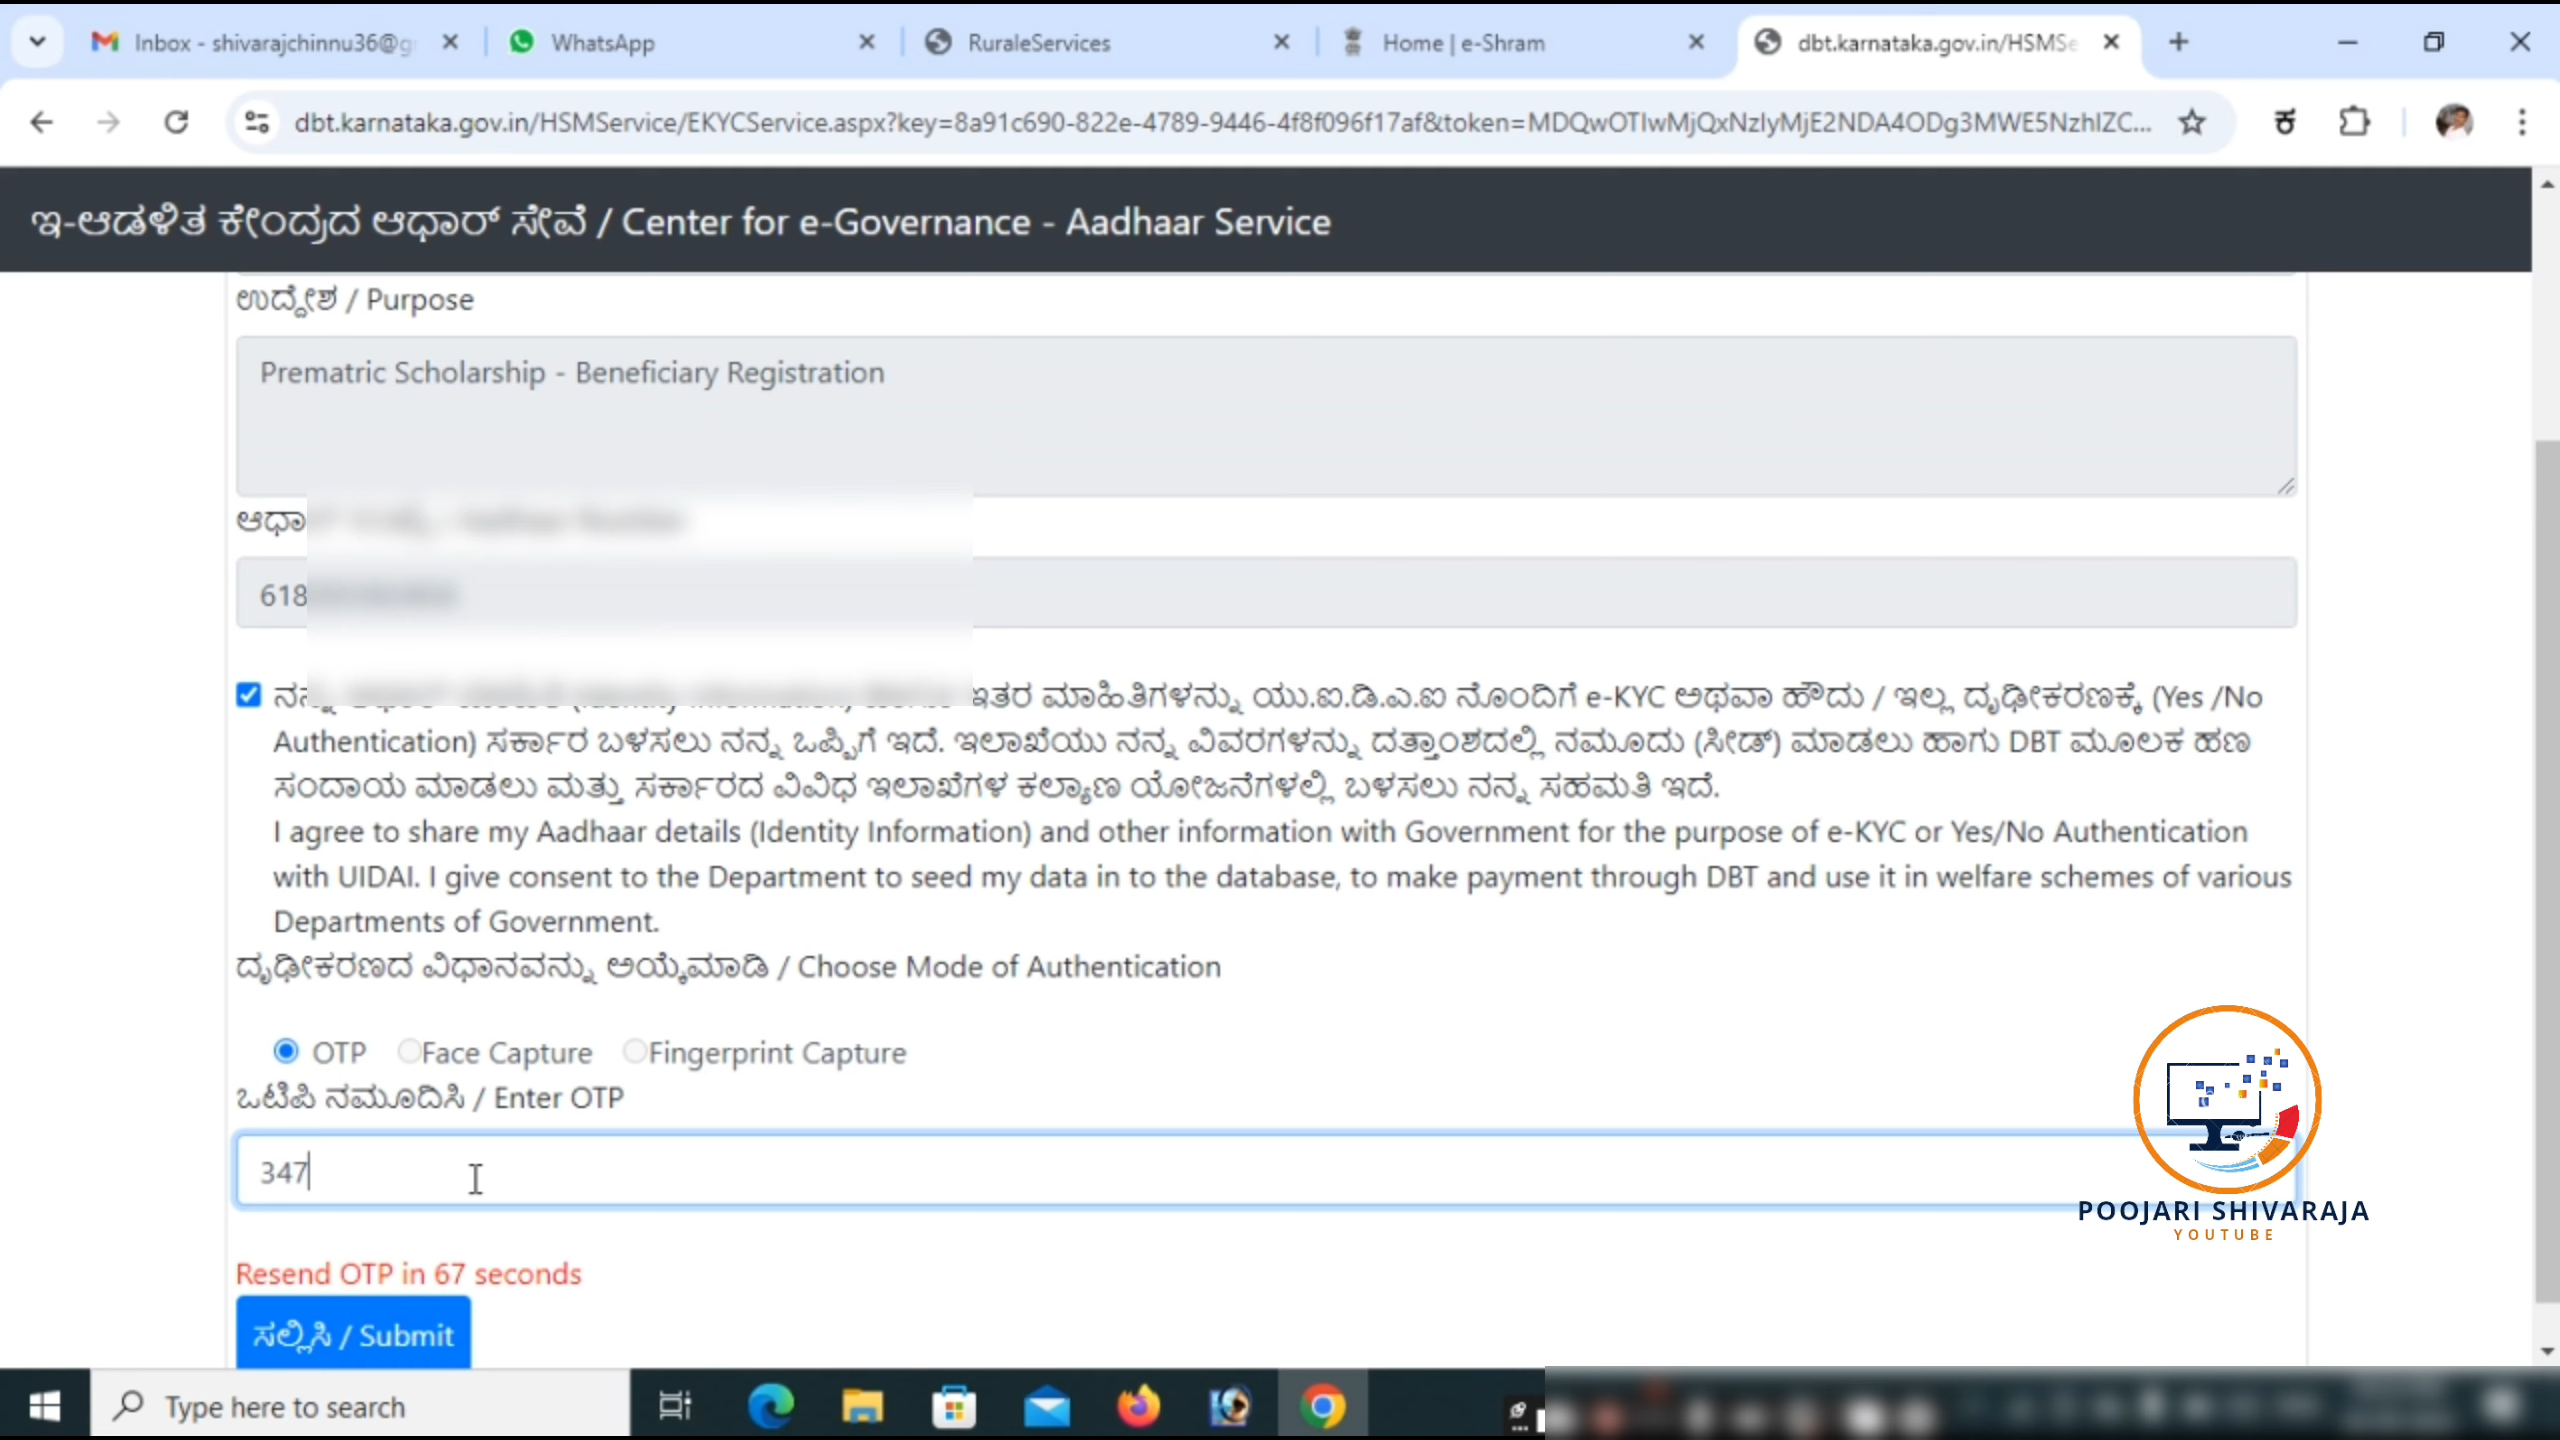 Inbox - shivarajchinnu36@g
WhatsApp
RuraleServices
Home | e-Shram
dbt.karnataka.gov.in/HSMSe
dbt.karnataka.gov.in/HSMService/EKYCService.aspx?key=8a91c690-822e-4789-9446-4f8f096f17af&token=MDQwOTIwMjQxNzIyMjE2NDA4ODg3MWE5NzhlZC...
ಕ
ಇ-ಆಡಳಿತ ಕೇಂದ್ರದ ಆಧಾರ್ ಸೇವೆ / Center for e-Governance - Aadhaar Service
ಉದ್ದೇಶ / Purpose
Prematric Scholarship - Beneficiary Registration
ಆಧಾ
618
ಇತರ ಮಾಹಿತಿಗಳನ್ನು ಯು.ಐ.ಡಿ.ಎ.ಐ ನೊಂದಿಗೆ e-KYC ಅಥವಾ ಹೌದು / ಇಲ್ಲ ದೃಢೀಕರಣಕ್ಕೆ (Yes /No
Authentication) ಸರ್ಕಾರ ಬಳಸಲು ನನ್ನ ಒಪ್ಪಿಗೆ ಇದೆ. ಇಲಾಖೆಯು ನನ್ನ ವಿವರಗಳನ್ನು ದತ್ತಾಂಶದಲ್ಲಿ ನಮೂದು (ಸೀಡ್) ಮಾಡಲು ಹಾಗು DBT ಮೂಲಕ ಹಣ
ಸಂದಾಯ ಮಾಡಲು ಮತ್ತು ಸರ್ಕಾರದ ವಿವಿಧ ಇಲಾಖೆಗಳ ಕಲ್ಯಾಣ ಯೋಜನೆಗಳಲ್ಲಿ ಬಳಸಲು ನನ್ನ ಸಹಮತಿ ಇದೆ.
I agree to share my Aadhaar details (Identity Information) and other information with Government for the purpose of e-KYC or Yes/No Authentication
with UIDAI. I give consent to the Department to seed my data in to the database, to make payment through DBT and use it in welfare schemes of various
Departments of Government.
ದೃಢೀಕರಣದ ವಿಧಾನವನ್ನು ಆಯ್ಕೆಮಾಡಿ / Choose Mode of Authentication
OTP Face Capture Fingerprint Capture
ಒಟಿಪಿ ನಮೂದಿಸಿ / Enter OTP
347
POOJARI SHIVARAJA
YOUTUBE
Resend OTP in 67 seconds
ಸಲ್ಲಿಸಿ / Submit
Type here to search